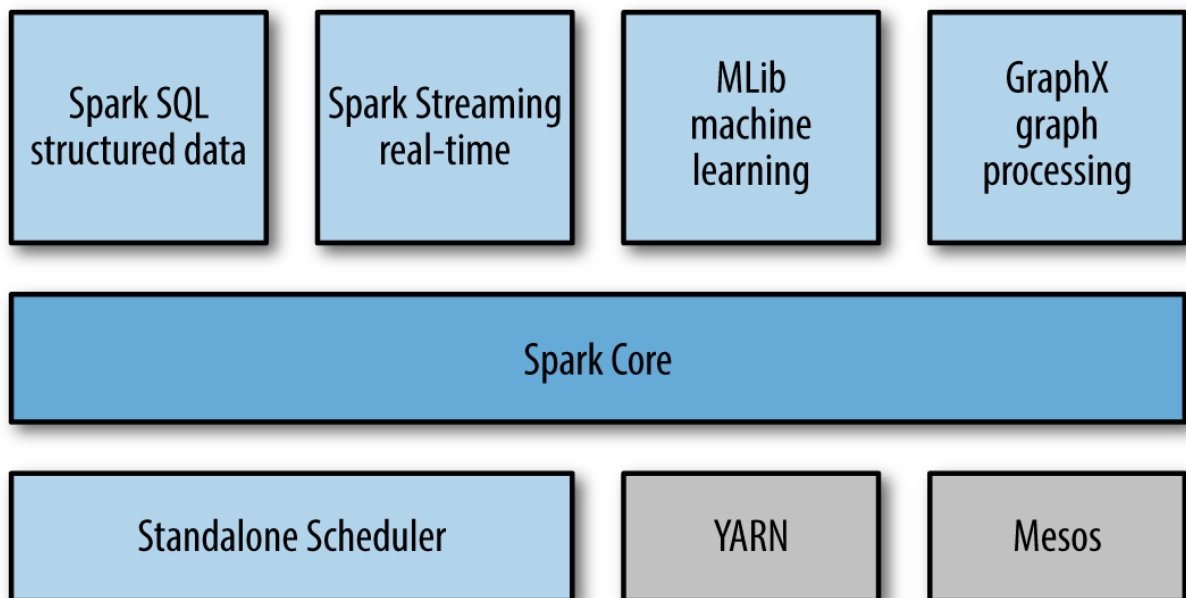 Spark SQL
structured data
Spark Streaming
real-time
MLib
machine
learning
GraphX
graph
processing
Spark Core
Standalone Scheduler
YARN
Mesos